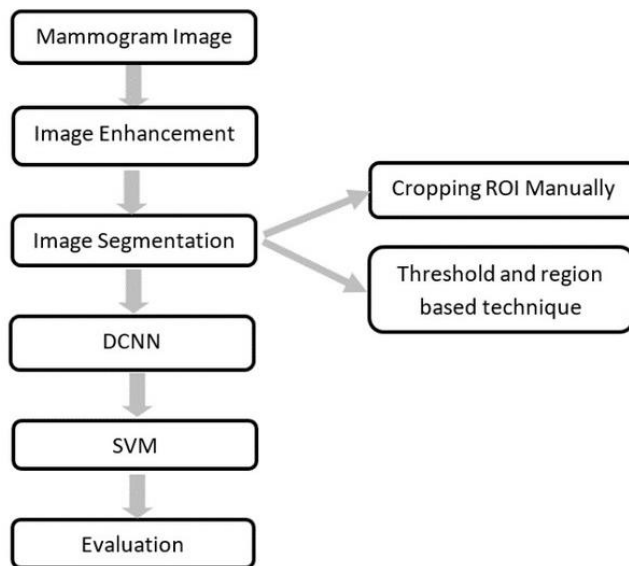 Mammogram Image
Image Enhancement
Image Segmentation
Cropping ROI Manually
Threshold and region
based technique
DCNN
SVM
Evaluation